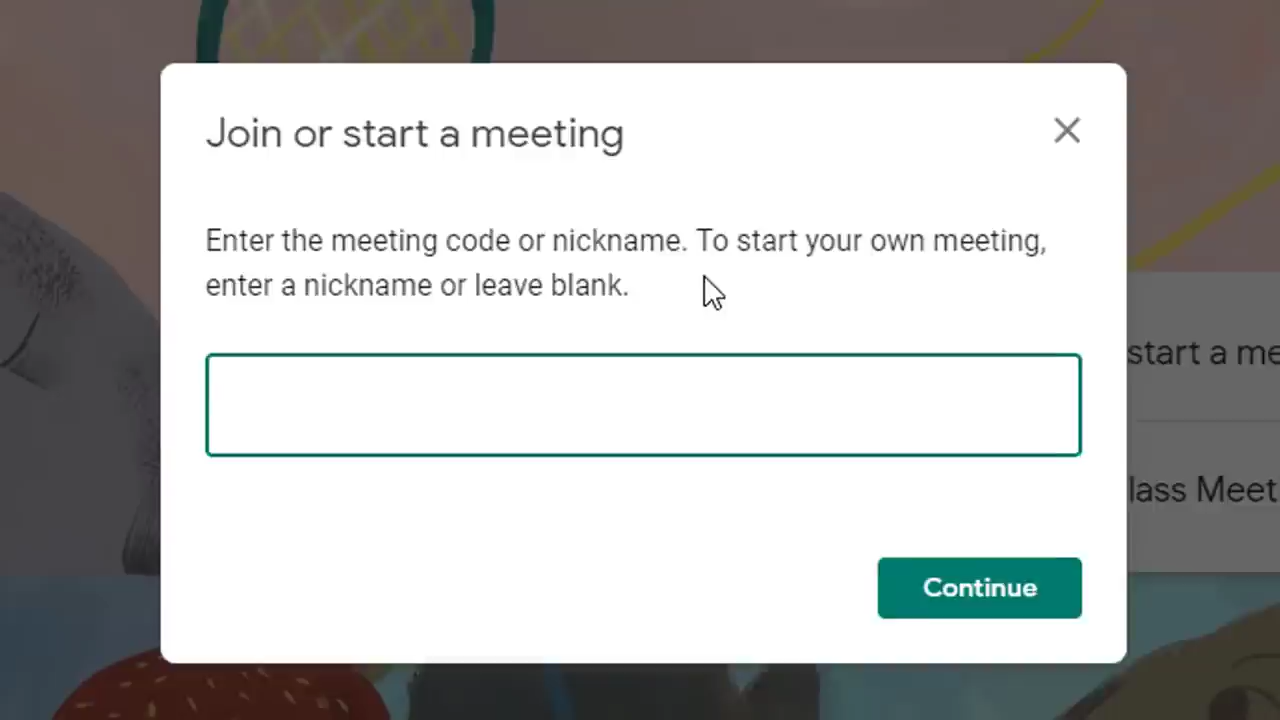 Join or start a meeting
Enter the meeting code or nickname. To start your own meeting,
enter a nickname or leave blank.
start a me
lass Meet
Continue